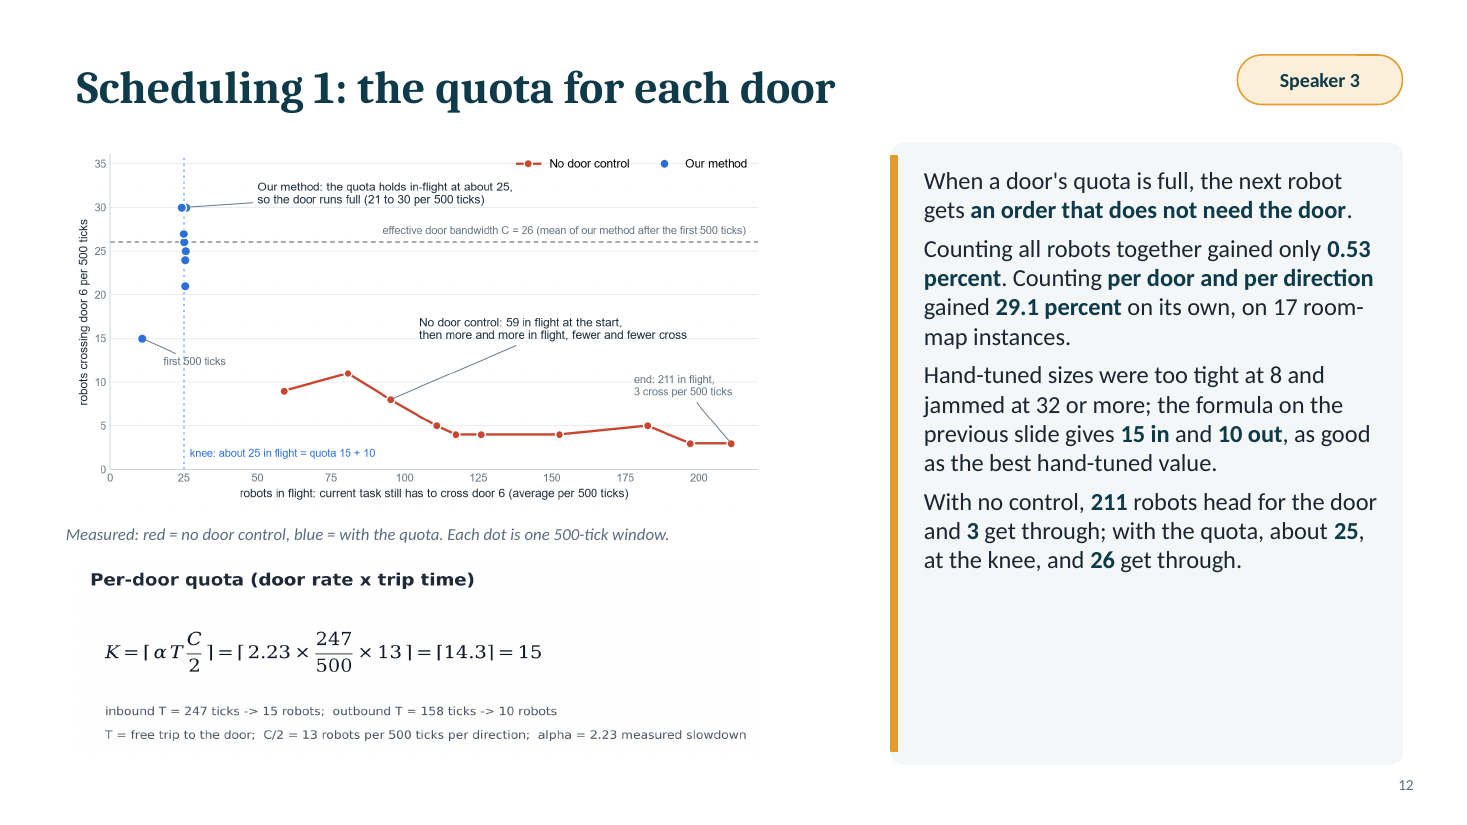 Scheduling 1: the quota for each door
Speaker 3
35
30
25
20
15
10
5
0
robots crossing door 6 per 500 ticks
No door control
Our method
Our method: the quota holds in-flight at about 25,
so the door runs full (21 to 30 per 500 ticks)
effective door bandwidth C = 26 (mean of our method after the first 500 ticks)
No door control: 59 in flight at the start,
then more and more in flight, fewer and fewer cross
first 500 ticks
end: 211 in flight,
3 cross per 500 ticks
knee: about 25 in flight = quota 15 + 10
0 25 50 75 100 125 150 175 200
robots in flight: current task still has to cross door 6 (average per 500 ticks)
Measured: red = no door control, blue = with the quota. Each dot is one 500-tick window.
Per-door quota (door rate x trip time)
K = ⌈ α T C/2 ⌉ = ⌈ 2.23 × 247/500 × 13 ⌉ = ⌈14.3⌉ = 15
inbound T = 247 ticks -> 15 robots; outbound T = 158 ticks -> 10 robots
T = free trip to the door; C/2 = 13 robots per 500 ticks per direction; alpha = 2.23 measured slowdown
When a door's quota is full, the next robot
gets an order that does not need the door.
Counting all robots together gained only 0.53
percent. Counting per door and per direction
gained 29.1 percent on its own, on 17 room-
map instances.
Hand-tuned sizes were too tight at 8 and
jammed at 32 or more; the formula on the
previous slide gives 15 in and 10 out, as good
as the best hand-tuned value.
With no control, 211 robots head for the door
and 3 get through; with the quota, about 25,
at the knee, and 26 get through.
12